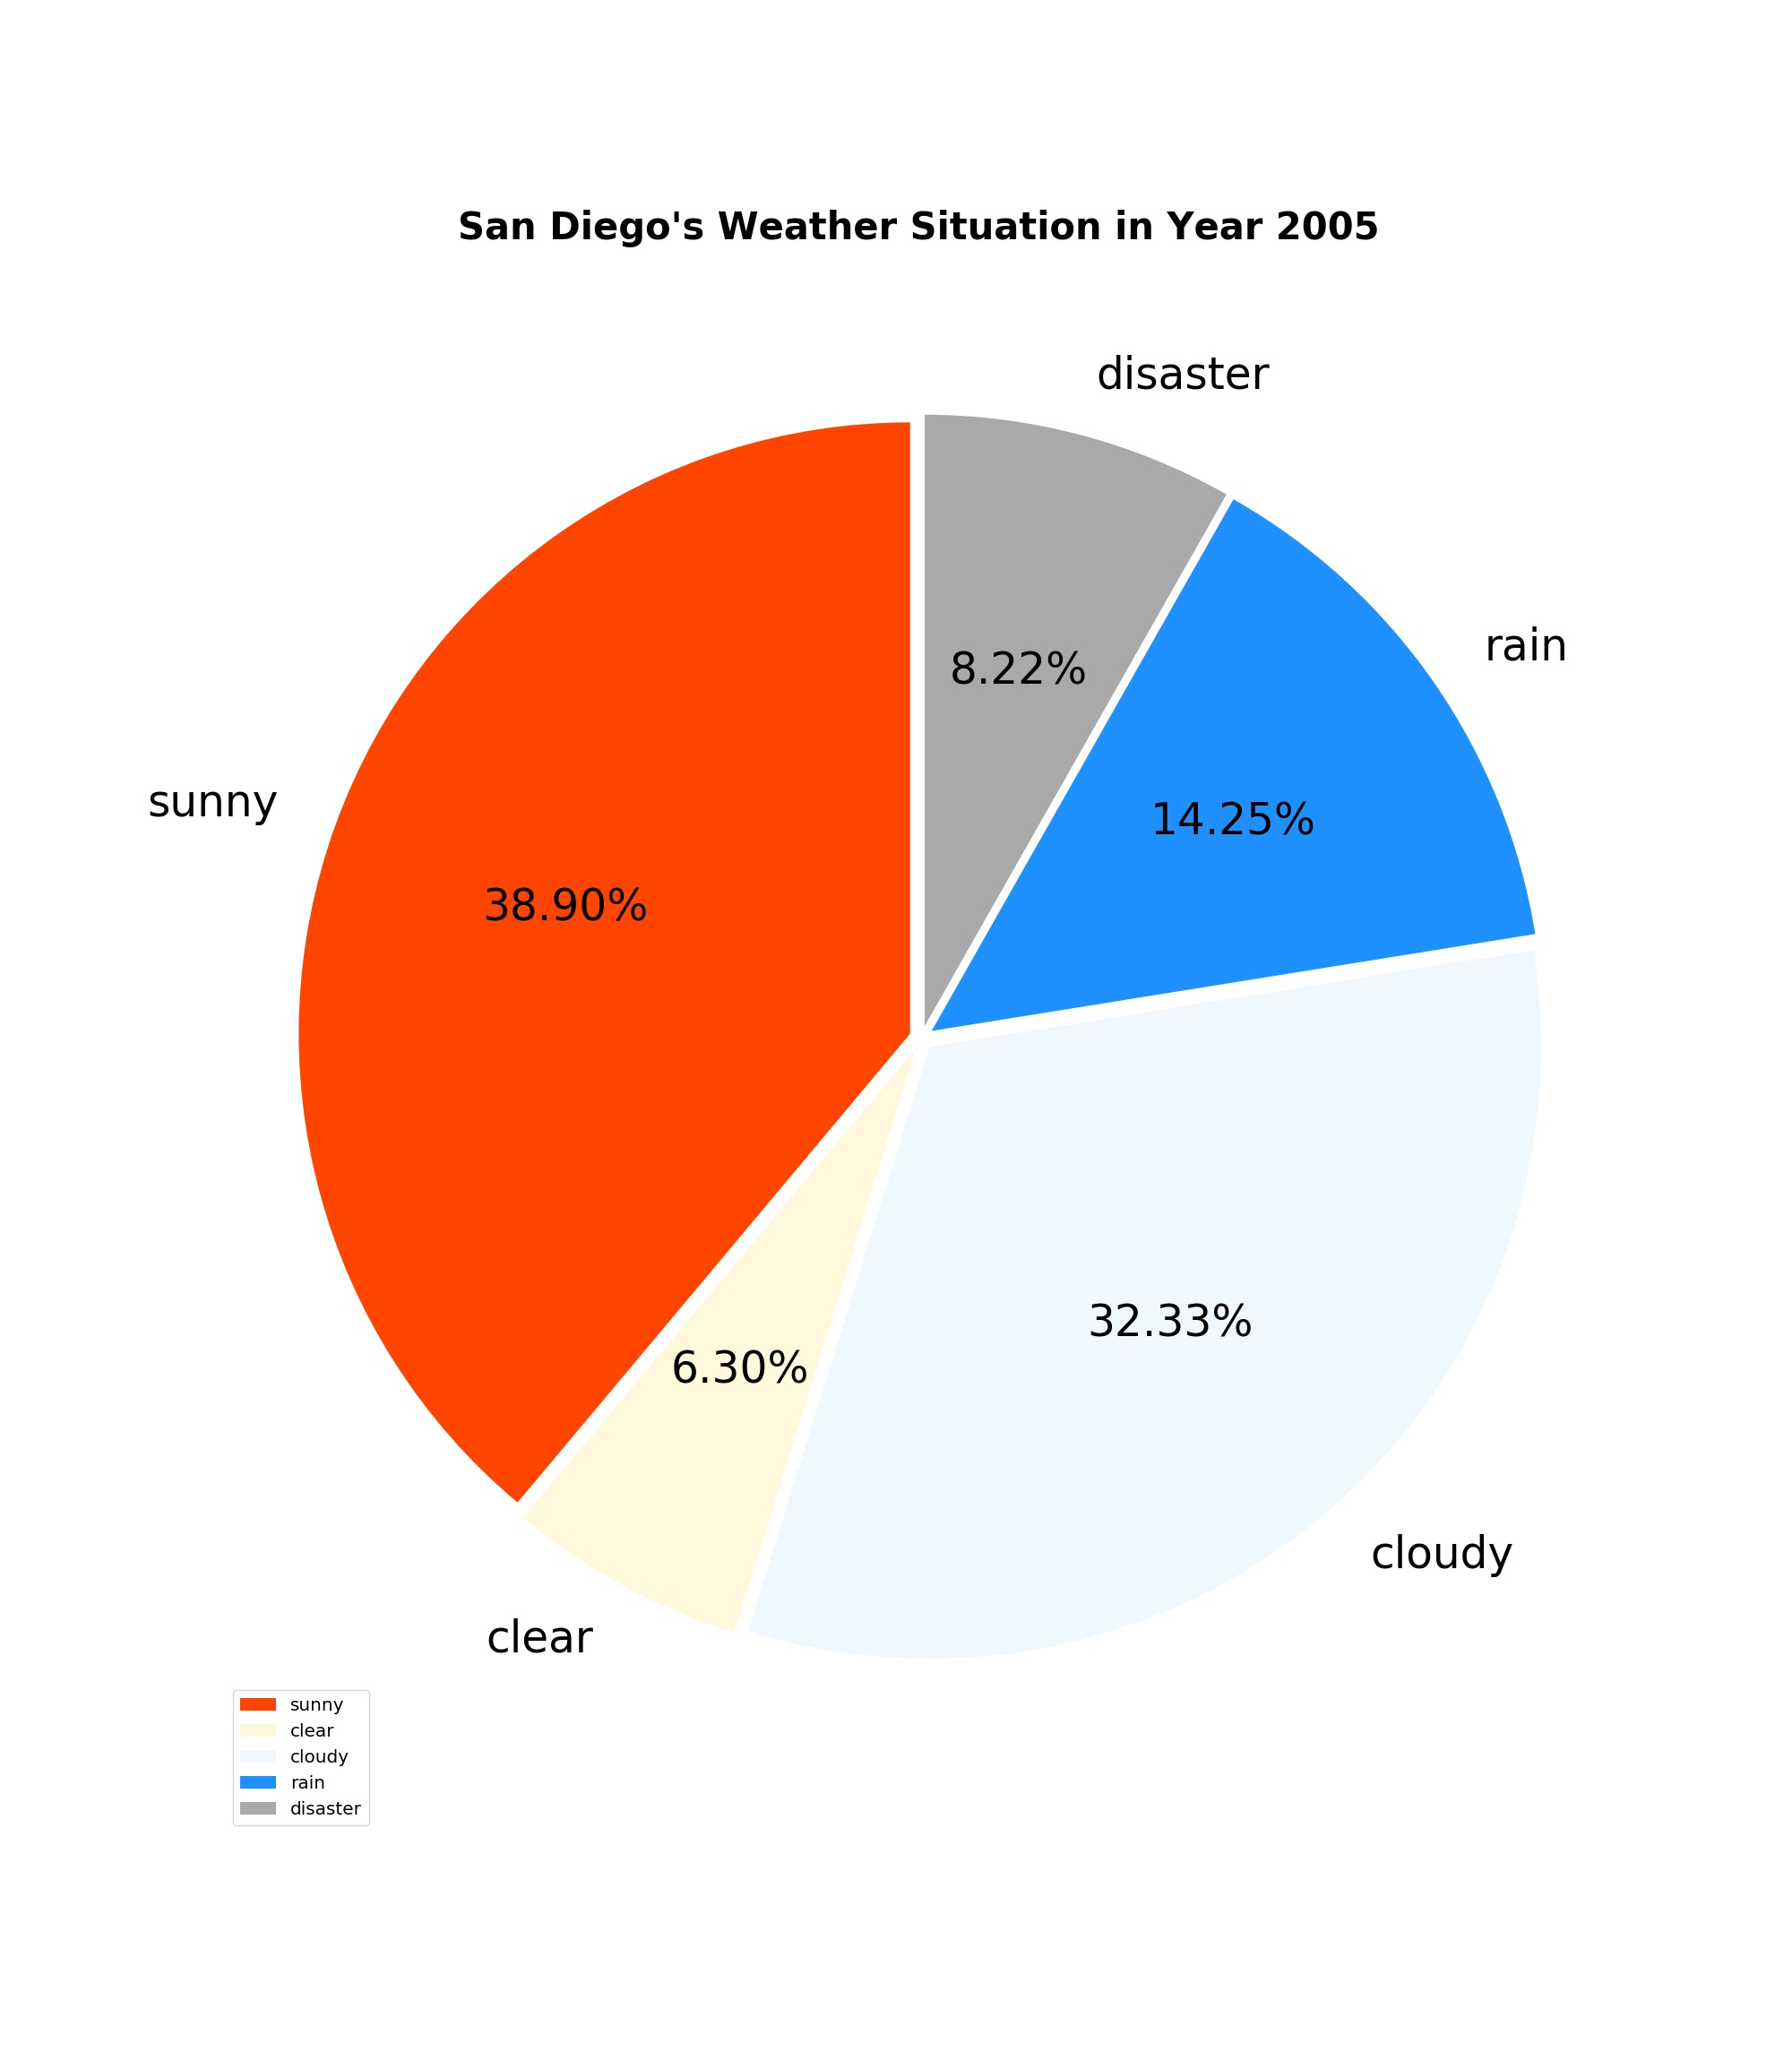 San Diego's Weather Situation in Year 2005
disaster
rain
8.22%
sunny
14.25%
38.90%
32.33%
6.30%
cloudy
clear
sunny
clear
cloudy
rain
disaster